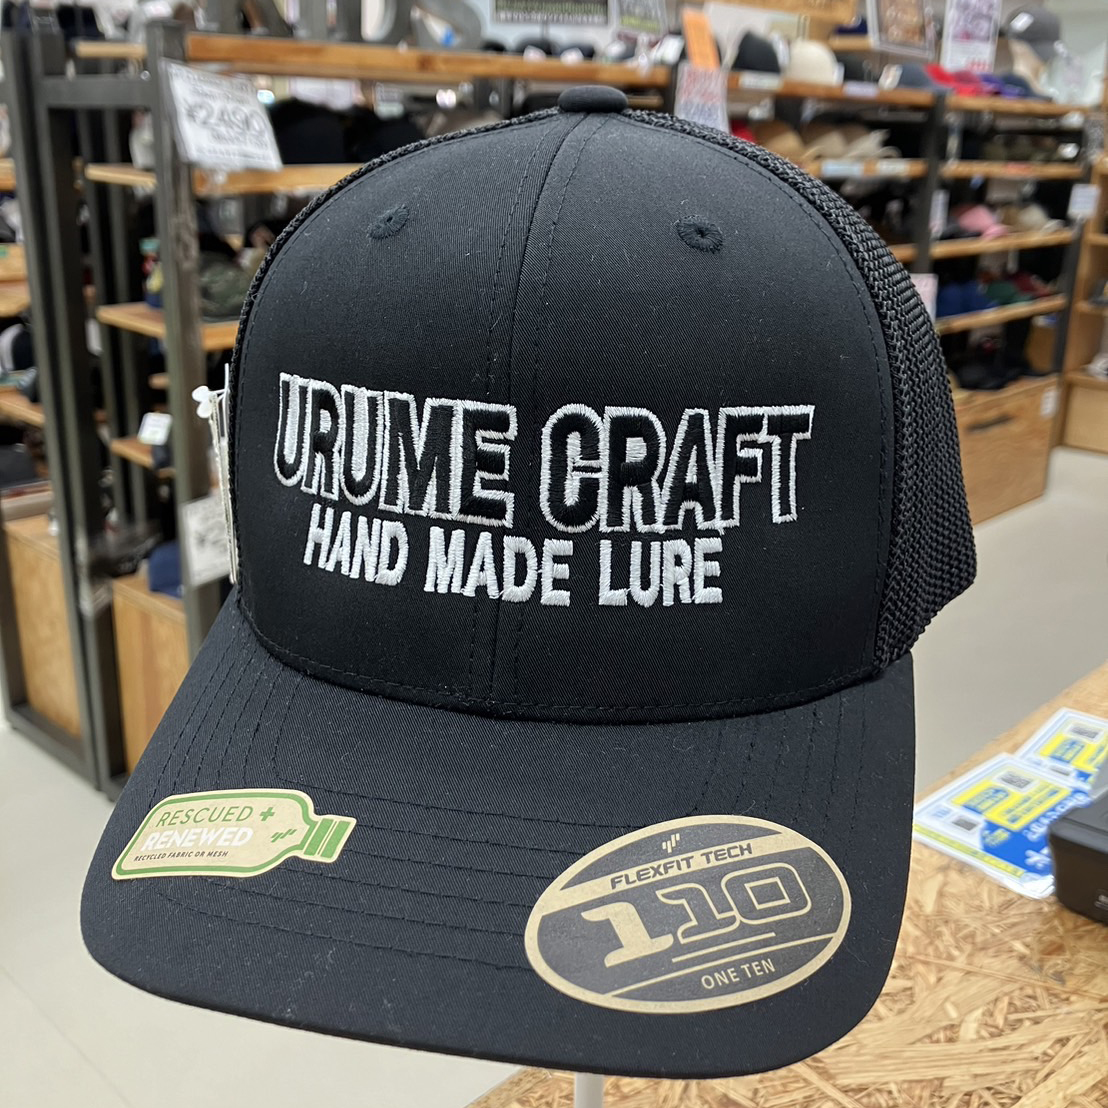 ¥2490
URUME CRAFT
HAND MADE LURE
RESCUED +
RENEWED
RECYCLED FABRIC OR MESH
FLEXFIT TECH
110
ONE TEN